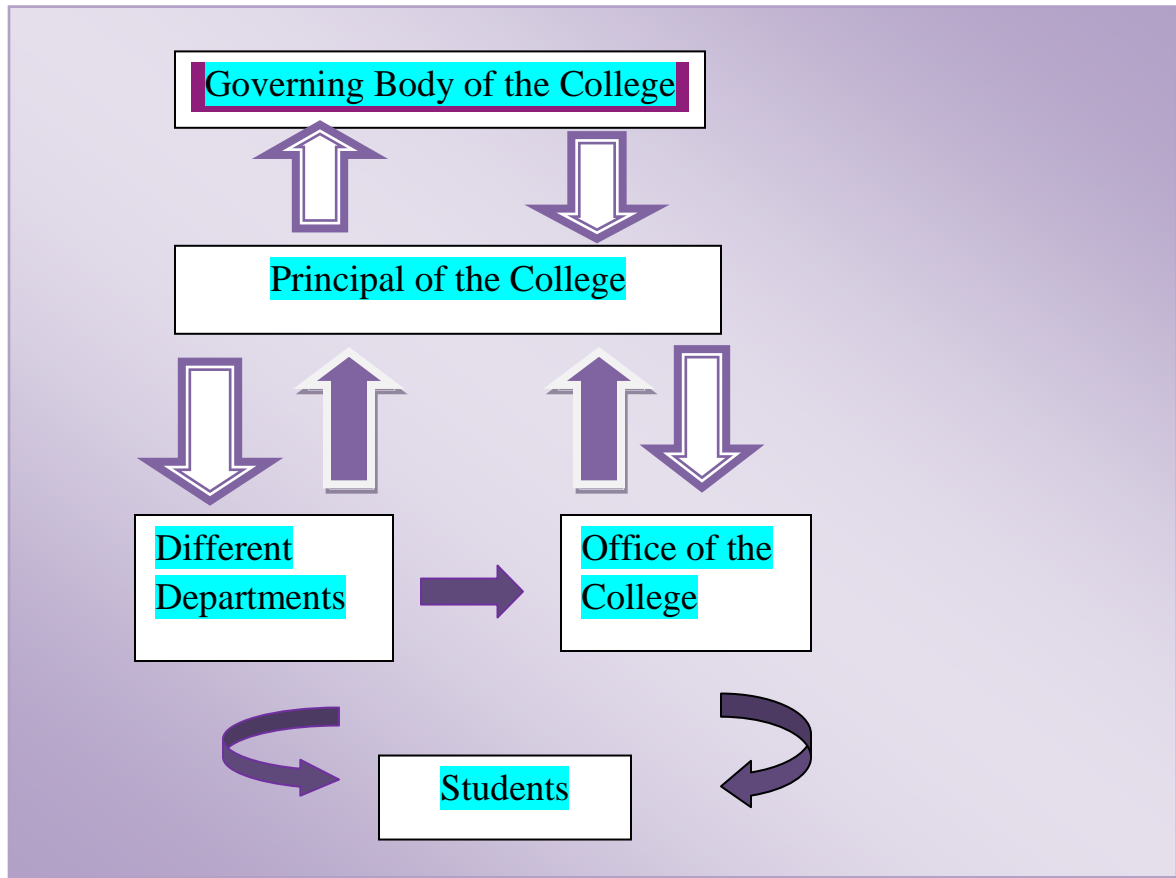 Governing Body of the College
Principal of the College
Different
Departments
Office of the
College
Students